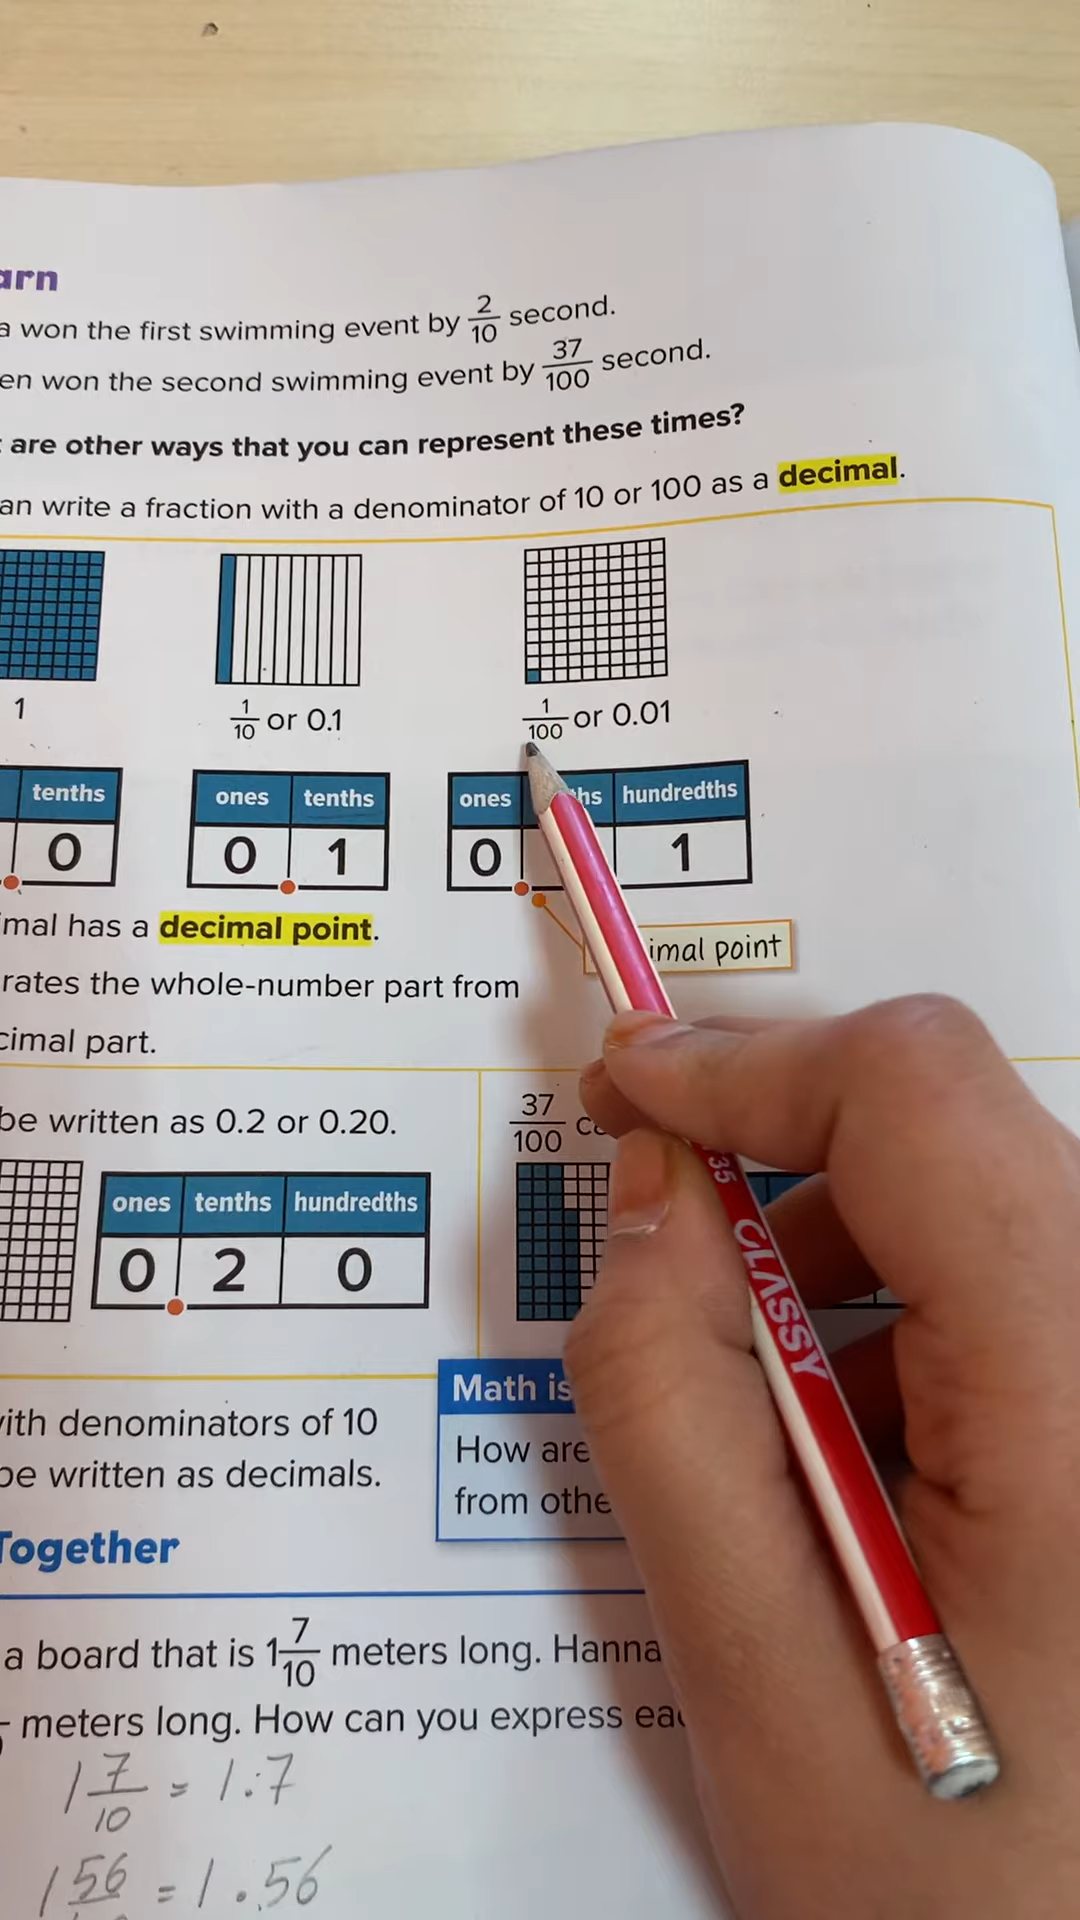 arn
a won the first swimming event by 2/10 second.
en won the second swimming event by 37/100 second.
are other ways that you can represent these times?
an write a fraction with a denominator of 10 or 100 as a decimal.
1
1/10 or 0.1
1/100 or 0.01
tenths
0
ones tenths
0 1
ones ths hundredths
0 1
imal has a decimal point.
imal point
rates the whole-number part from
cimal part.
be written as 0.2 or 0.20.
37/100
ones tenths hundredths
0 2 0
with denominators of 10
be written as decimals.
Math is
How are
from othe
Together
a board that is 1 7/10 meters long. Hanna
meters long. How can you express ea
1 7/10 = 1.7
1 56 = 1.56
35 CLASSY